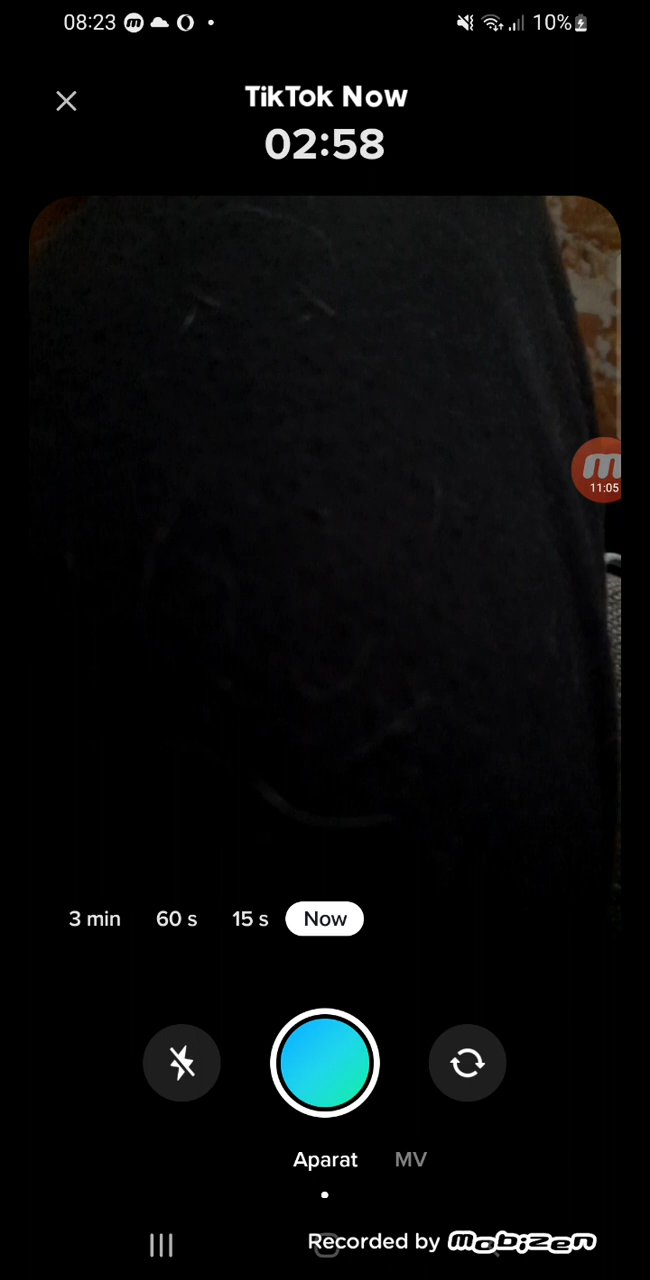 08:23 10%
TikTok Now
02:58
m
11:05
3 min 60 s 15 s Now
Aparat MV
Recorded by mobizen